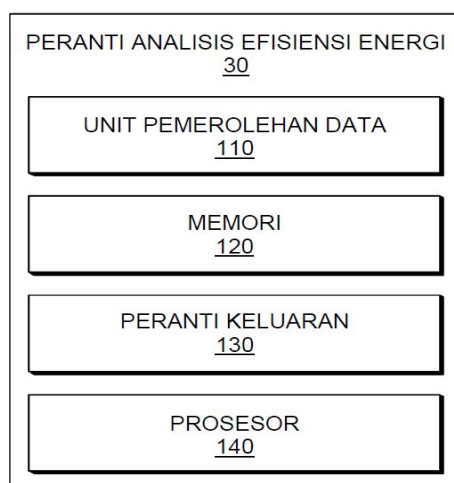 PERANTI ANALISIS EFISIENSI ENERGI
30
UNIT PEMEROLEHAN DATA
110
MEMORI
120
PERANTI KELUARAN
130
PROSESOR
140